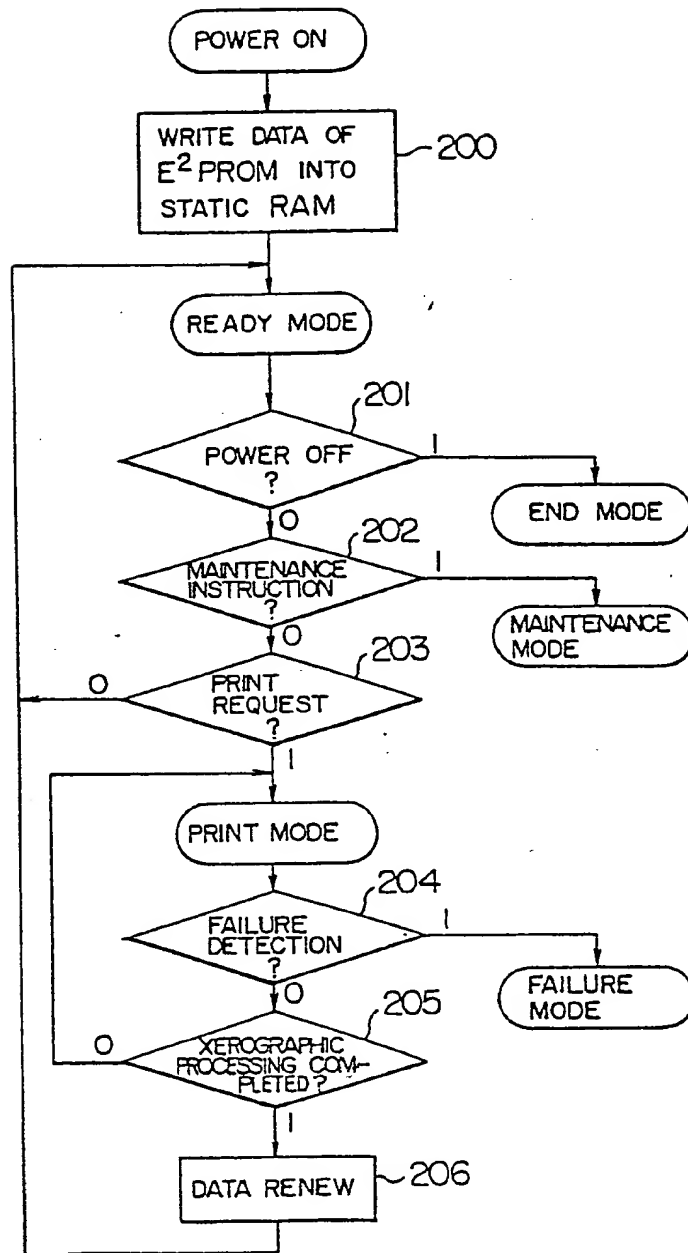 POWER ON
WRITE DATA OF
E² PROM INTO
STATIC RAM
200
READY MODE
201
POWER OFF
?
1
0
END MODE
202
MAINTENANCE
INSTRUCTION
?
1
0
MAINTENANCE
MODE
203
PRINT
REQUEST
?
0
1
PRINT MODE
204
FAILURE
DETECTION
?
1
0
FAILURE
MODE
205
XEROGRAPHIC
PROCESSING COM-
PLETED?
0
1
DATA RENEW
206